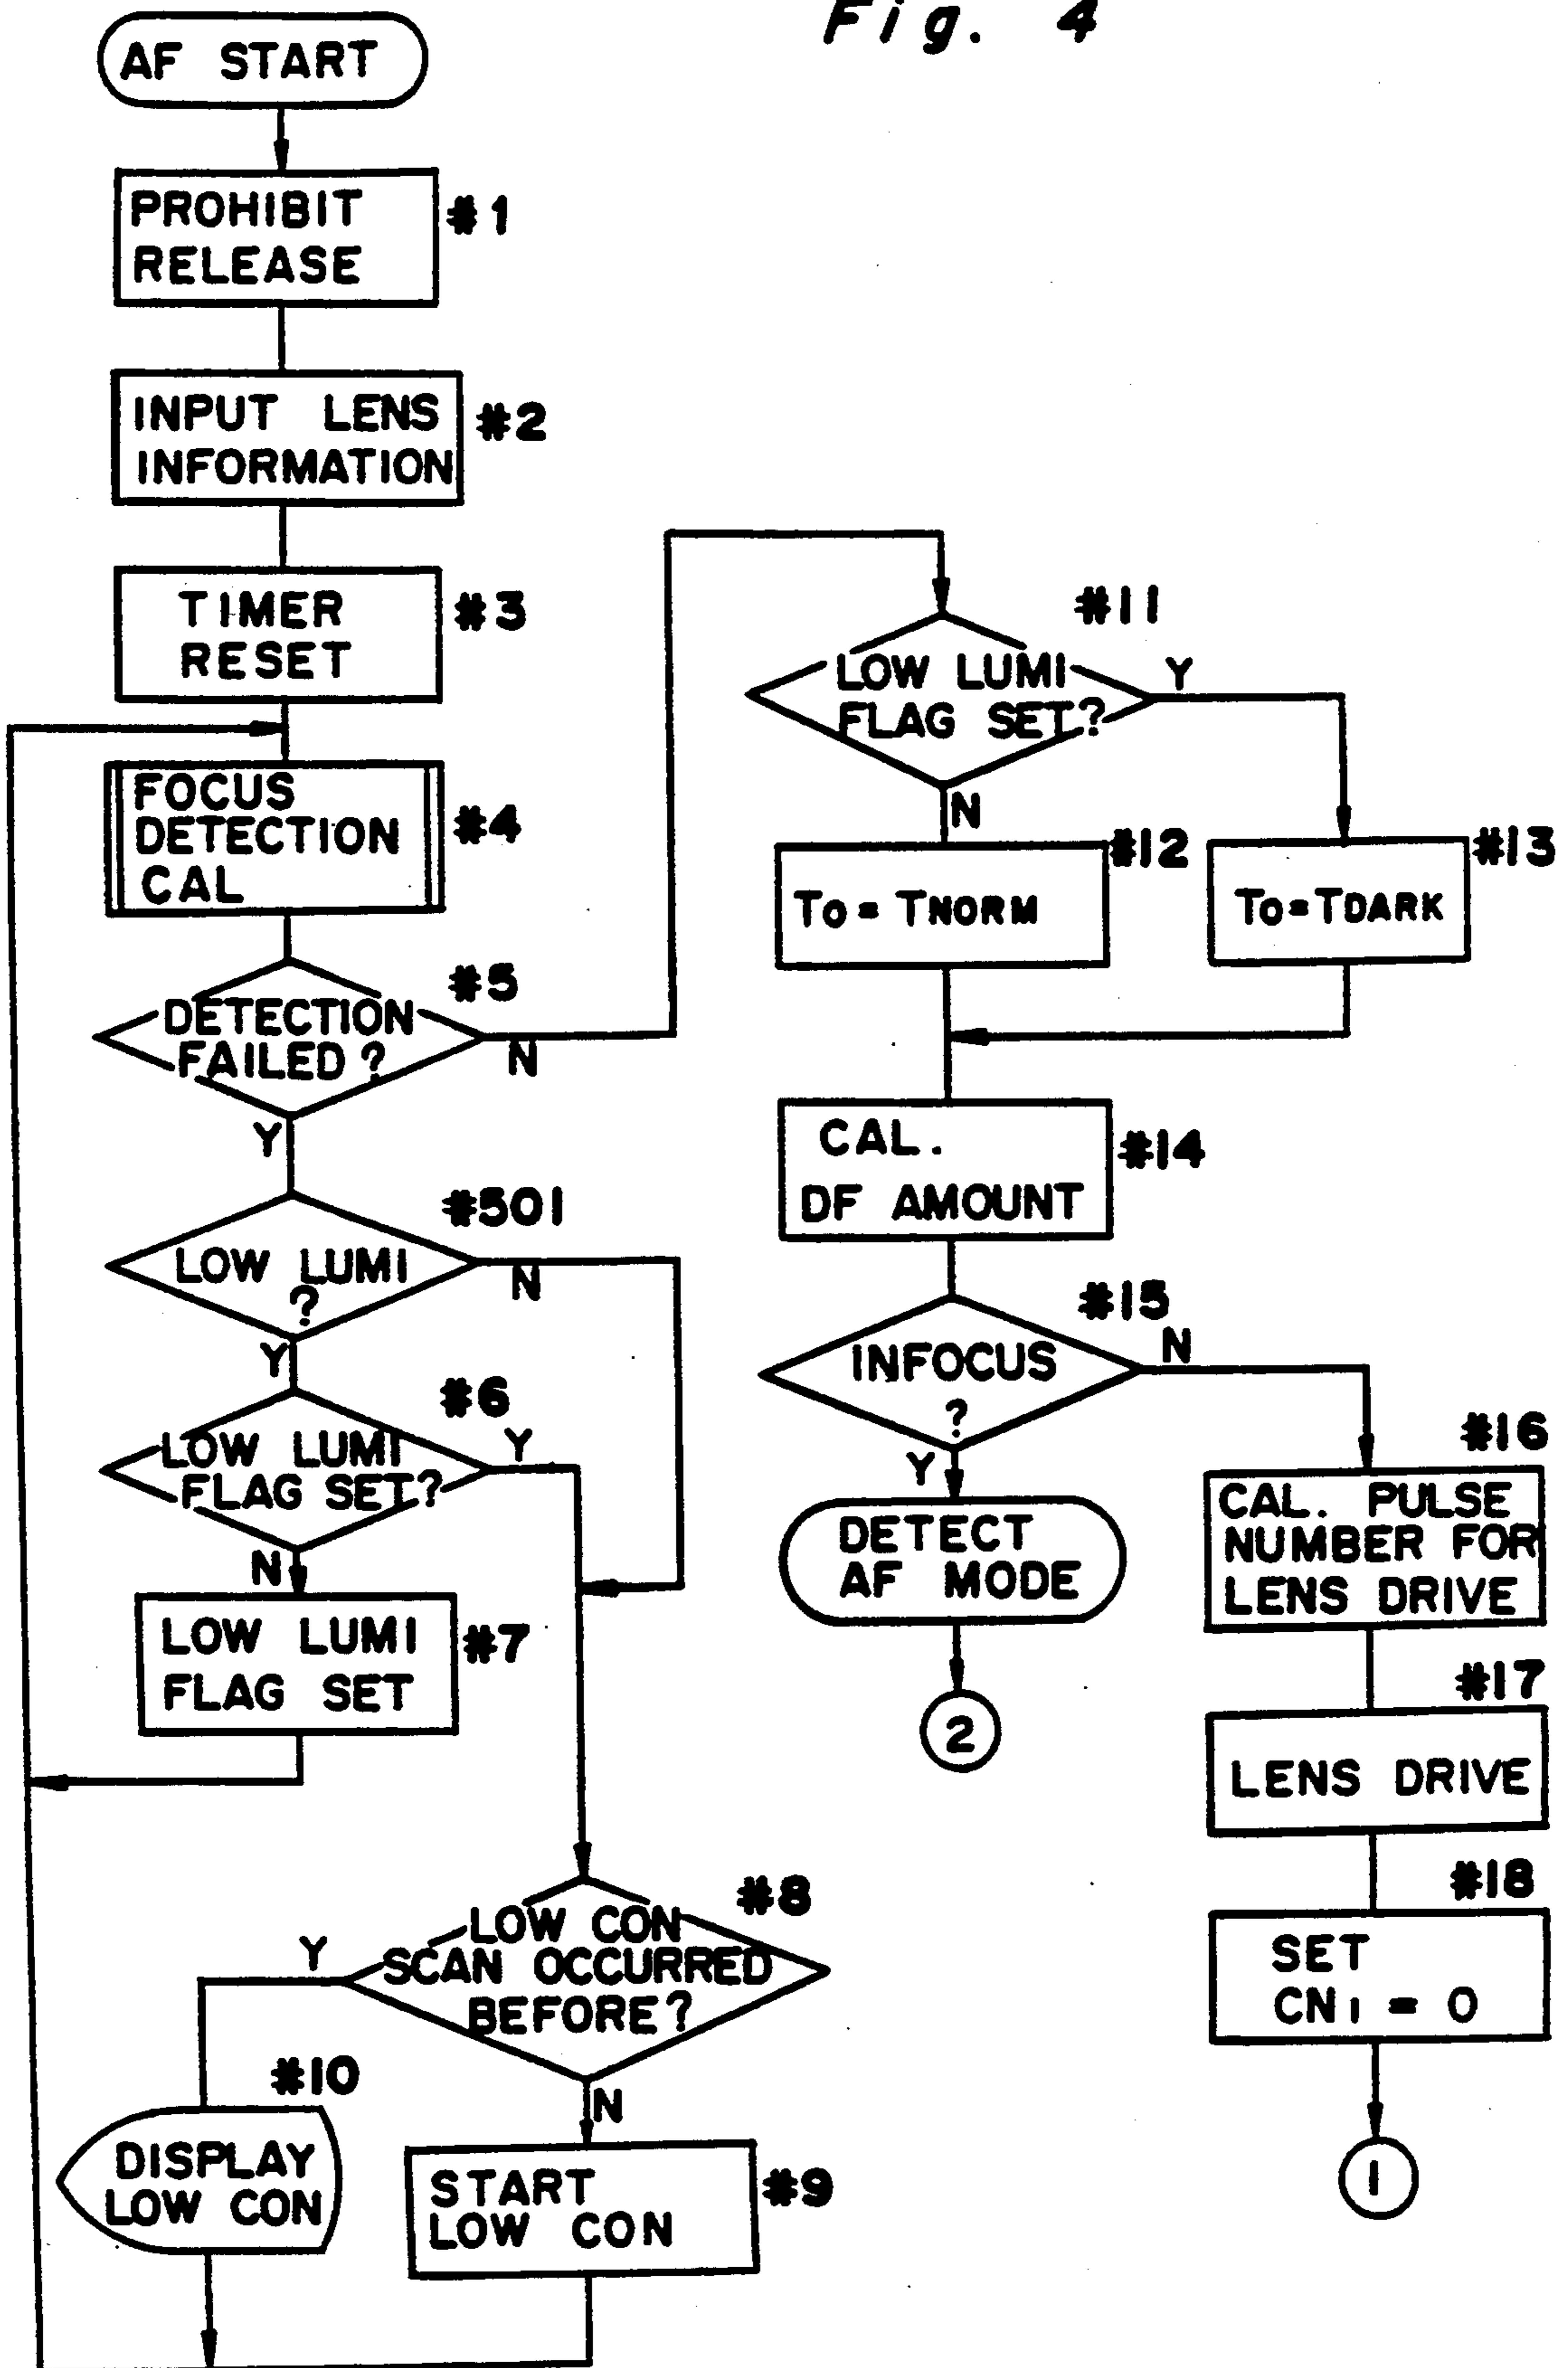 Fig. 4
AF START
PROHIBIT
RELEASE
#1
INPUT LENS
INFORMATION
#2
TIMER
RESET
#3
FOCUS
DETECTION
CAL
#4
DETECTION
FAILED ?
#5
N
Y
LOW LUMI
?
#501
N
Y
LOW LUMI
FLAG SET?
#6
Y
N
LOW LUMI
FLAG SET
#7
LOW CON
SCAN OCCURRED
BEFORE?
#8
Y
N
DISPLAY
LOW CON
#10
START
LOW CON
#9
LOW LUMI
FLAG SET?
#11
Y
N
To = TNORM
#12
To=TDARK
#13
CAL.
DF AMOUNT
#14
INFOCUS
?
#15
N
Y
DETECT
AF MODE
2
CAL. PULSE
NUMBER FOR
LENS DRIVE
#16
LENS DRIVE
#17
SET
CN1 = 0
#18
1